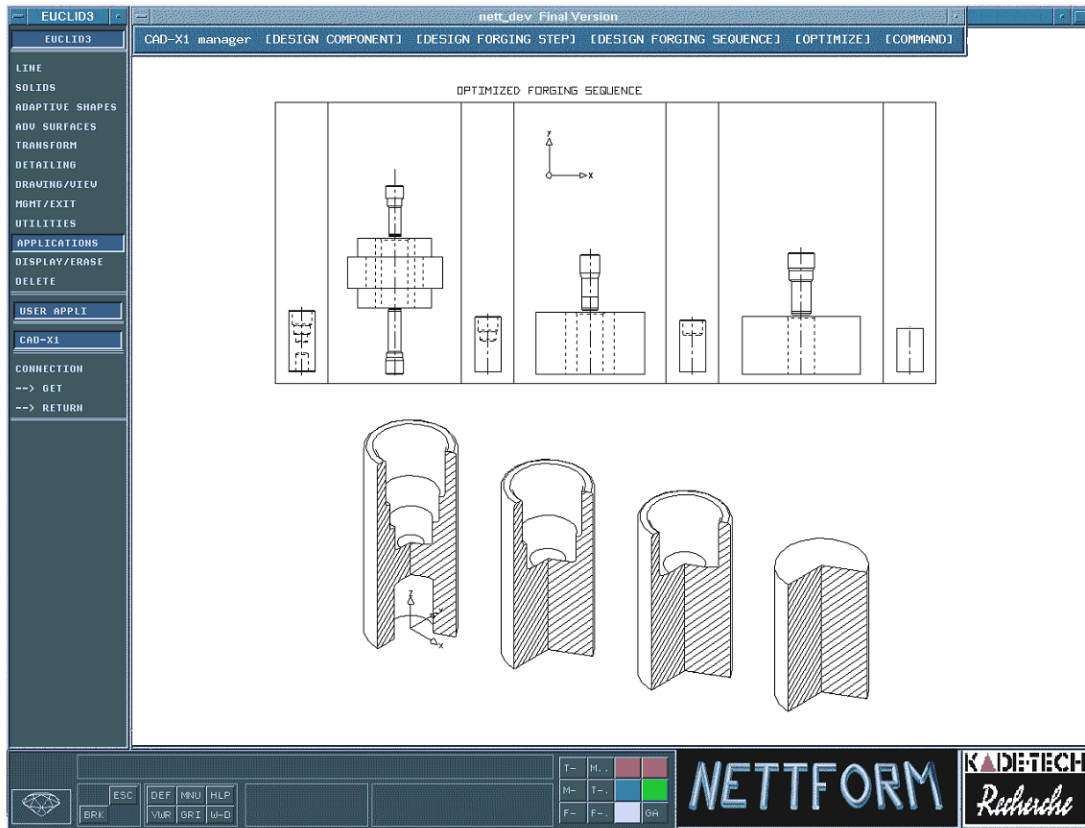 EUCLID3
nett_dev Final Version
EUCLID3
CAD-X1 manager [DESIGN COMPONENT] [DESIGN FORGING STEP] [DESIGN FORGING SEQUENCE] [OPTIMIZE] [COMMAND]
LINE
SOLIDS
ADAPTIVE SHAPES
ADV SURFACES
TRANSFORM
DETAILING
DRAWING/VIEW
MGMT/EXIT
UTILITIES
APPLICATIONS
DISPLAY/ERASE
DELETE
USER APPLI
CAD-X1
CONNECTION
--> GET
--> RETURN
OPTIMIZED FORGING SEQUENCE
Y
X
Z
Y
X
T- M..
ESC DEF MNU HLP M- T-.
BRK VWR GRI W-D F- F-. GA
NETTFORM
KADE-TECH
Recherche